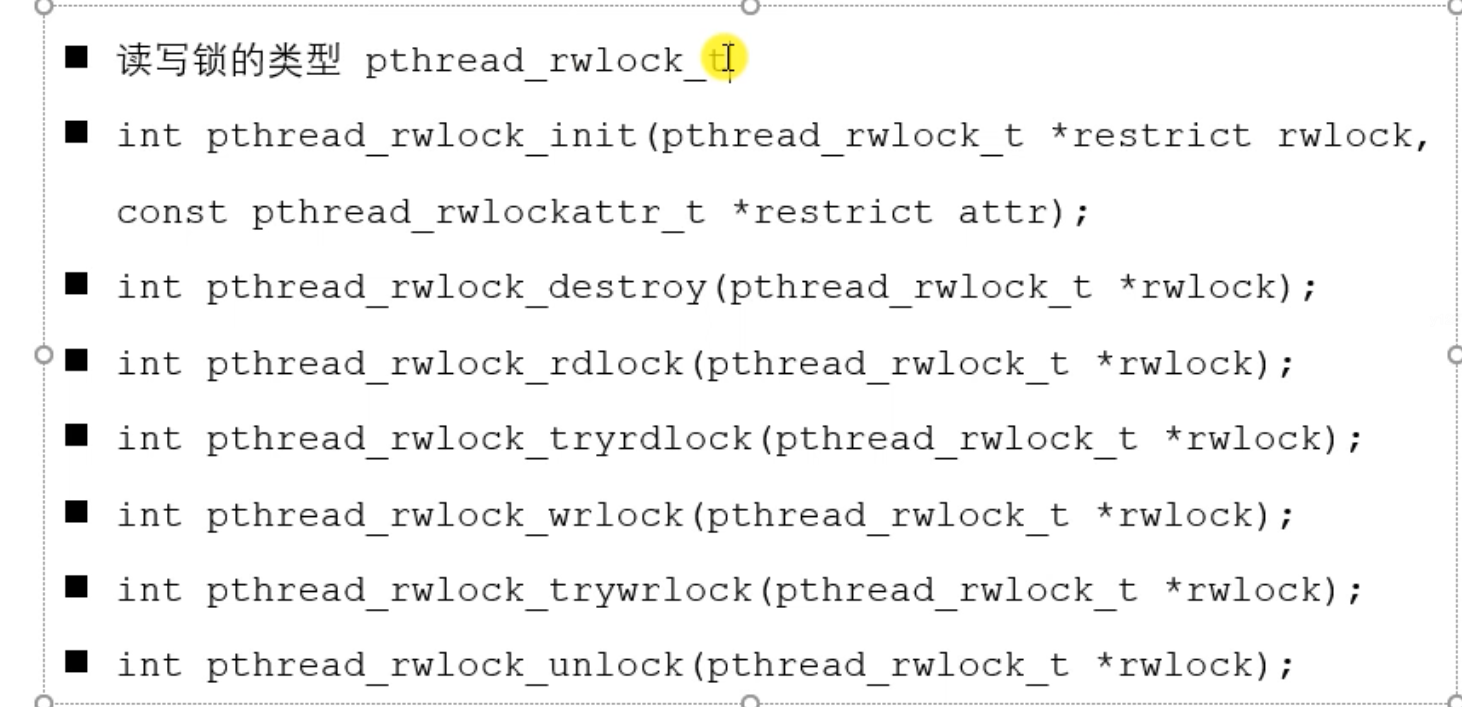 ■ 读写锁的类型 pthread_rwlock_t
■ int pthread_rwlock_init(pthread_rwlock_t *restrict rwlock,
const pthread_rwlockattr_t *restrict attr);
■ int pthread_rwlock_destroy(pthread_rwlock_t *rwlock);
■ int pthread_rwlock_rdlock(pthread_rwlock_t *rwlock);
■ int pthread_rwlock_tryrdlock(pthread_rwlock_t *rwlock);
■ int pthread_rwlock_wrlock(pthread_rwlock_t *rwlock);
■ int pthread_rwlock_trywrlock(pthread_rwlock_t *rwlock);
■ int pthread_rwlock_unlock(pthread_rwlock_t *rwlock);